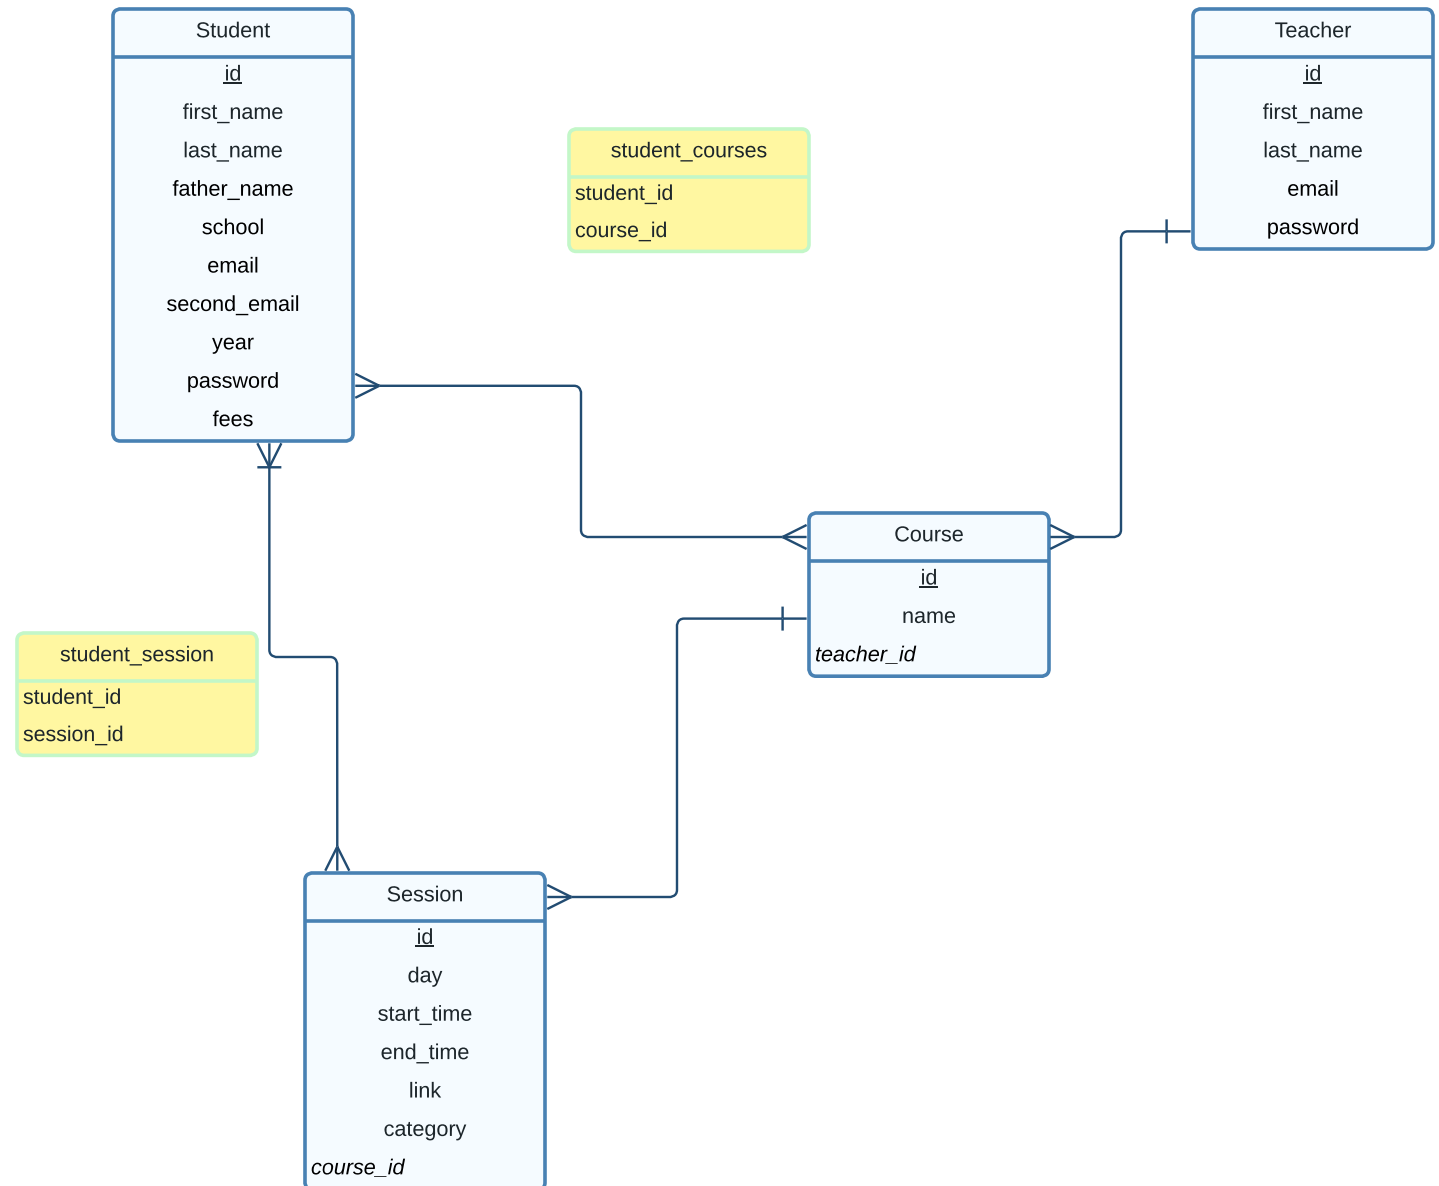 Student
id
first_name
last_name
father_name
school
email
second_email
year
password
fees
student_courses
student_id
course_id
Teacher
id
first_name
last_name
email
password
Course
id
name
teacher_id
student_session
student_id
session_id
Session
id
day
start_time
end_time
link
category
course_id